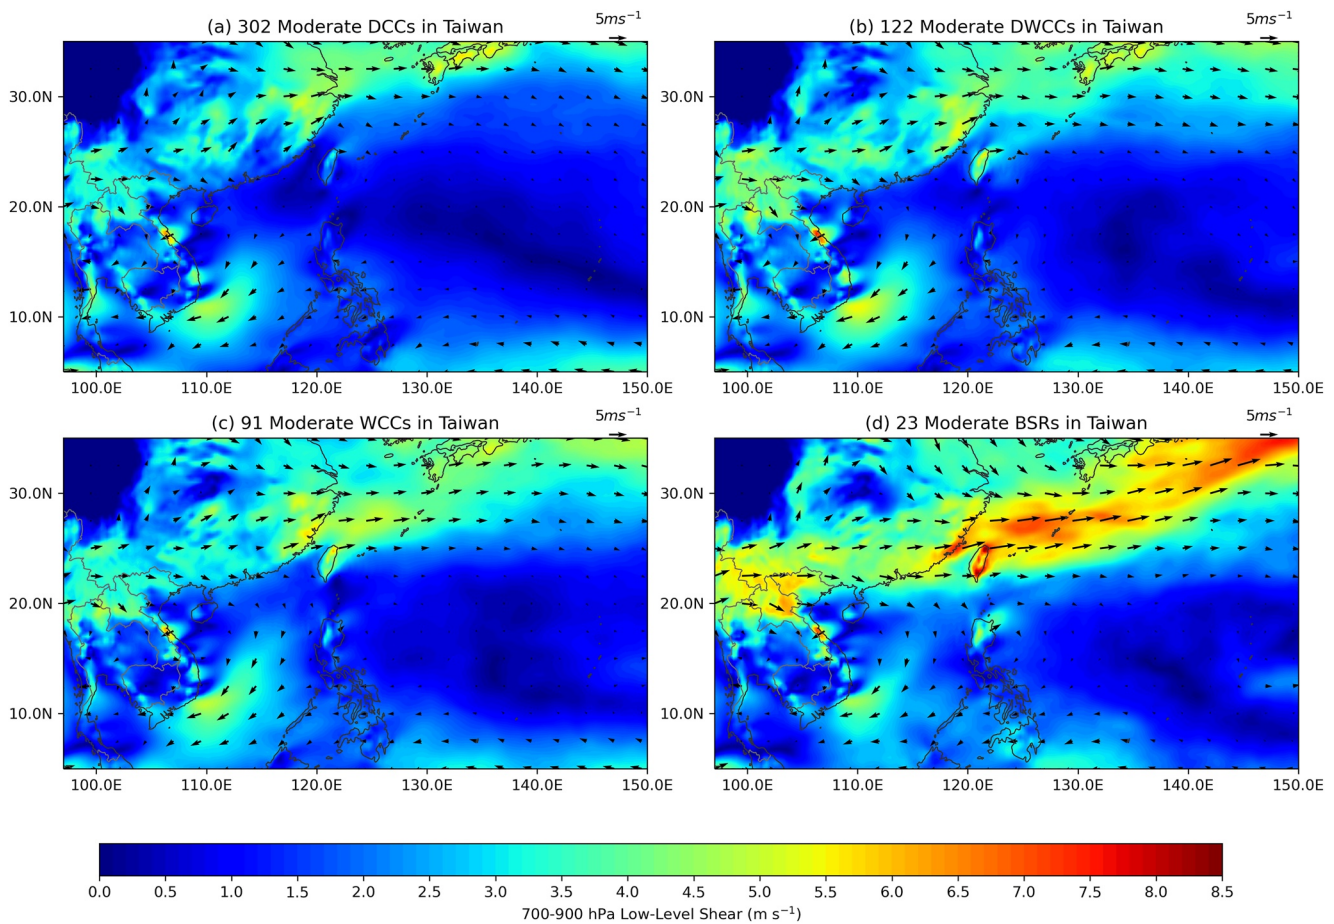 (a) 302 Moderate DCCs in Taiwan
5ms⁻¹
30.0N
20.0N
10.0N
100.0E 110.0E 120.0E 130.0E 140.0E 150.0E
(b) 122 Moderate DWCCs in Taiwan
5ms⁻¹
30.0N
20.0N
10.0N
100.0E 110.0E 120.0E 130.0E 140.0E 150.0E
(c) 91 Moderate WCCs in Taiwan
5ms⁻¹
30.0N
20.0N
10.0N
100.0E 110.0E 120.0E 130.0E 140.0E 150.0E
(d) 23 Moderate BSRs in Taiwan
5ms⁻¹
30.0N
20.0N
10.0N
100.0E 110.0E 120.0E 130.0E 140.0E 150.0E
0.0 0.5 1.0 1.5 2.0 2.5 3.0 3.5 4.0 4.5 5.0 5.5 6.0 6.5 7.0 7.5 8.0 8.5
700-900 hPa Low-Level Shear (m s⁻¹)